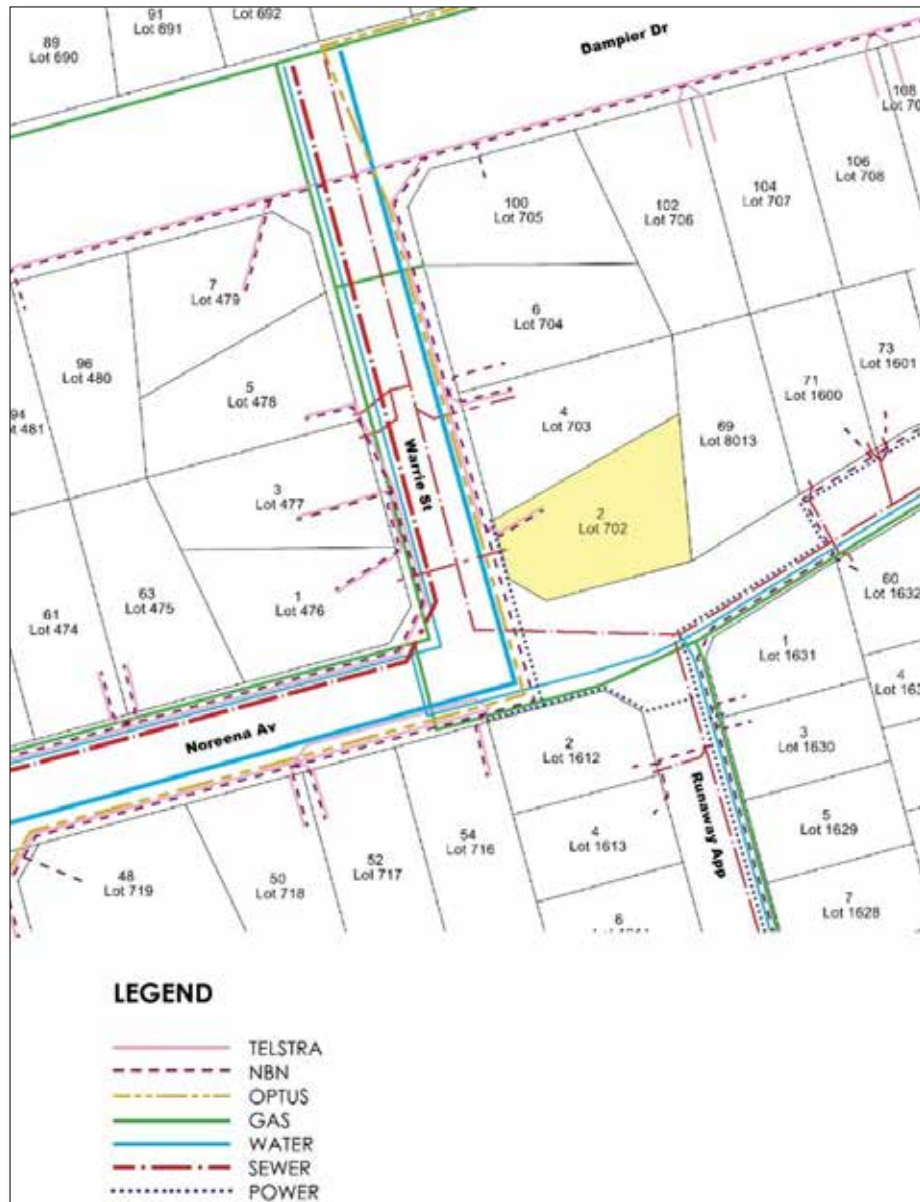 91
Lot 691
Lot 692
89
Lot 690
Dampier Dr
108
100
Lot 705
102
Lot 706
104
Lot 707
106
Lot 708
7
Lot 479
96
Lot 480
6
Lot 704
5
Lot 478
4
Lot 703
69
Lot 8013
71
Lot 1600
73
Lot 1601
94
Warrie St
3
Lot 477
2
Lot 702
1
Lot 476
63
Lot 475
61
Lot 474
60
Lot 1632
1
Lot 1631
4
Noreena Av
2
Lot 1612
3
Lot 1630
Runaway App
4
Lot 1613
5
Lot 1629
54
Lot 716
52
Lot 717
50
Lot 718
48
Lot 719
6
7
Lot 1628
LEGEND
TELSTRA
NBN
OPTUS
GAS
WATER
SEWER
POWER